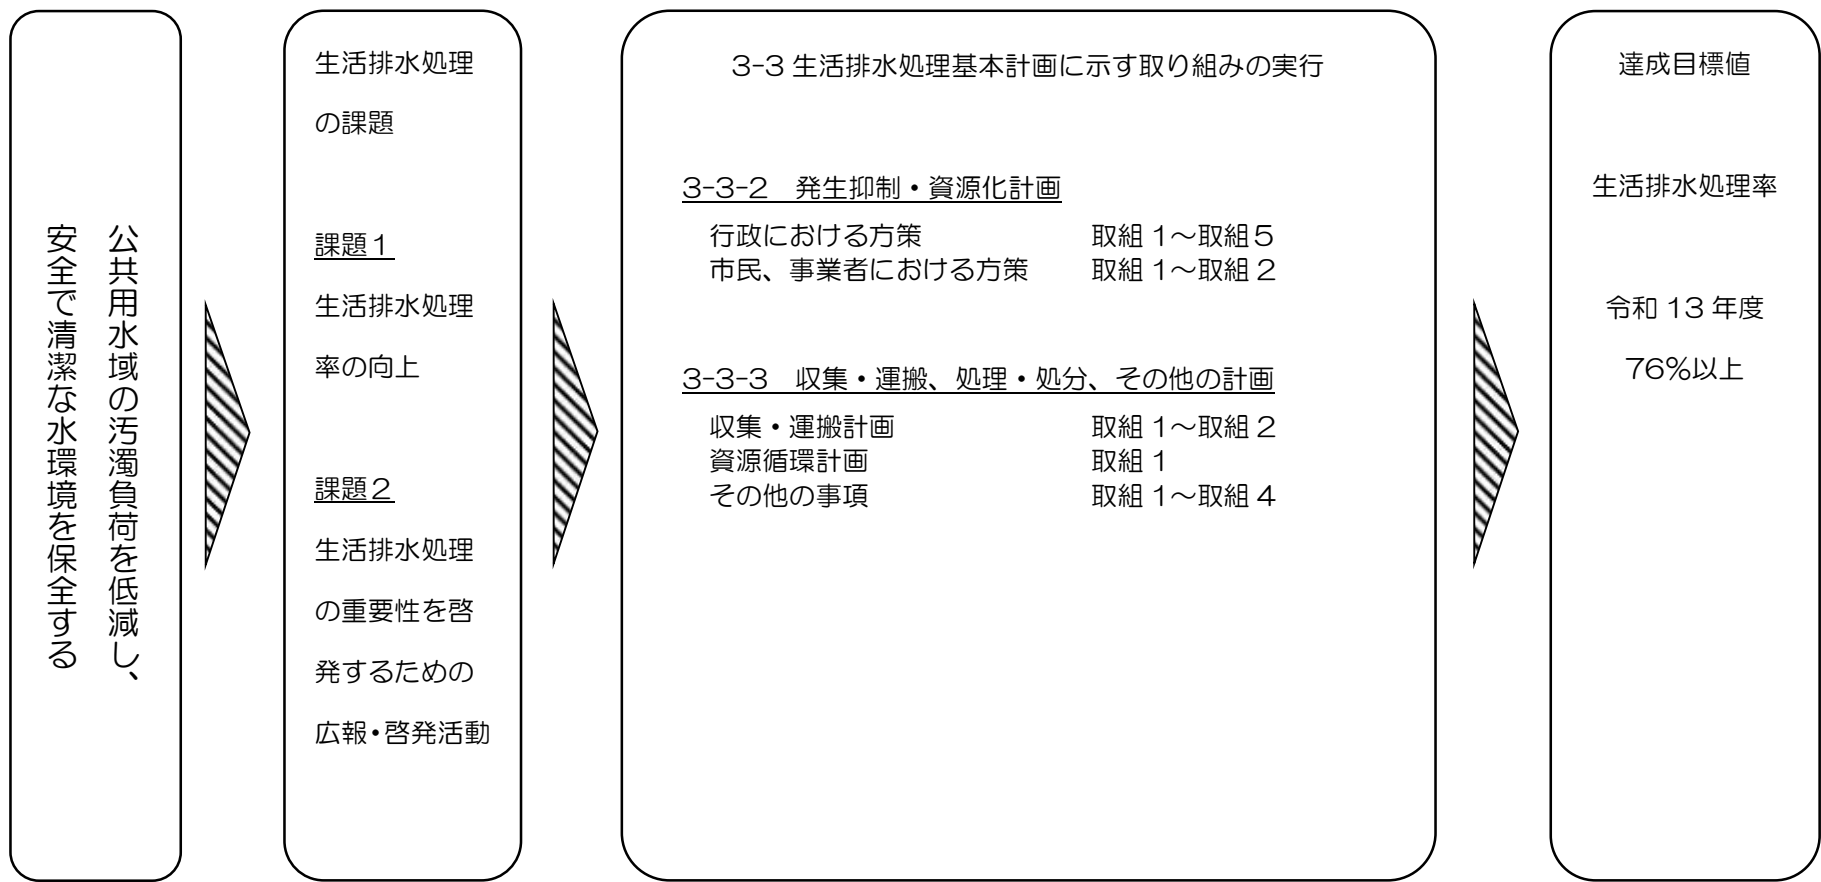 公共用水域の汚濁負荷を低減し、
安全で清潔な水環境を保全する
生活排水処理
の課題
課題１
生活排水処理
率の向上
課題２
生活排水処理
の重要性を啓
発するための
広報・啓発活動
3-3 生活排水処理基本計画に示す取り組みの実行
3-3-2　発生抑制・資源化計画
行政における方策　取組 1～取組５
市民、事業者における方策　取組 1～取組 2
3-3-3　収集・運搬、処理・処分、その他の計画
収集・運搬計画　取組 1～取組 2
資源循環計画　取組 1
その他の事項　取組 1～取組 4
達成目標値
生活排水処理率
令和 13 年度
76%以上